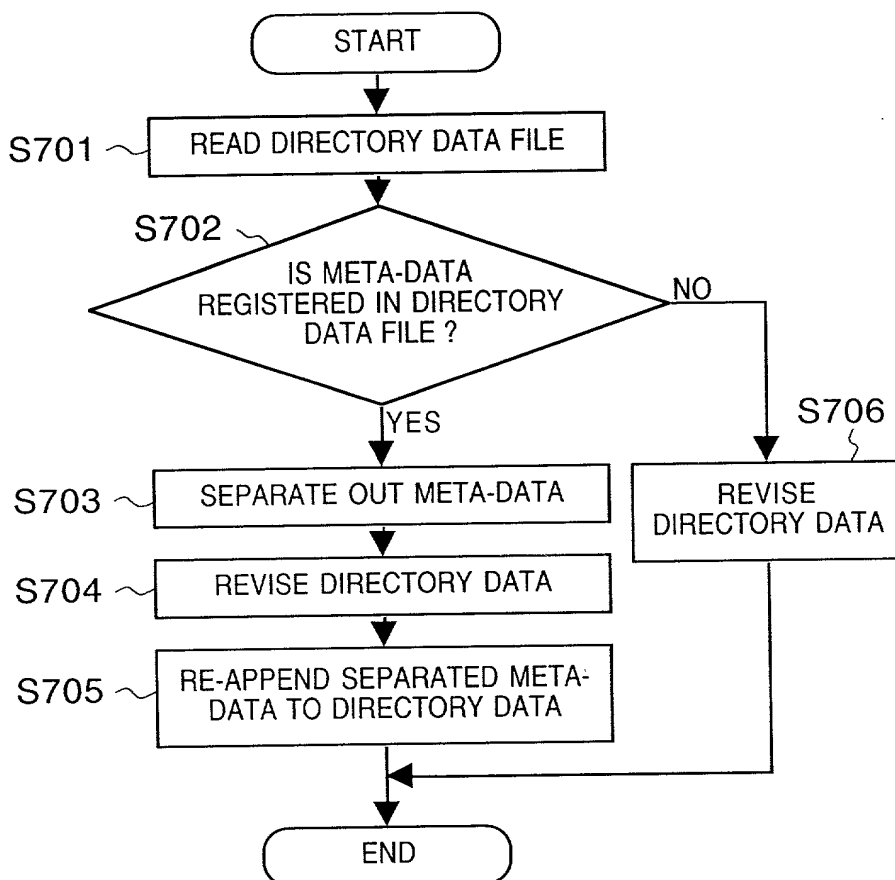 START
S701
READ DIRECTORY DATA FILE
S702
IS META-DATA
REGISTERED IN DIRECTORY
DATA FILE ?
NO
YES
S706
S703
SEPARATE OUT META-DATA
REVISE
DIRECTORY DATA
S704
REVISE DIRECTORY DATA
S705
RE-APPEND SEPARATED META-
DATA TO DIRECTORY DATA
END